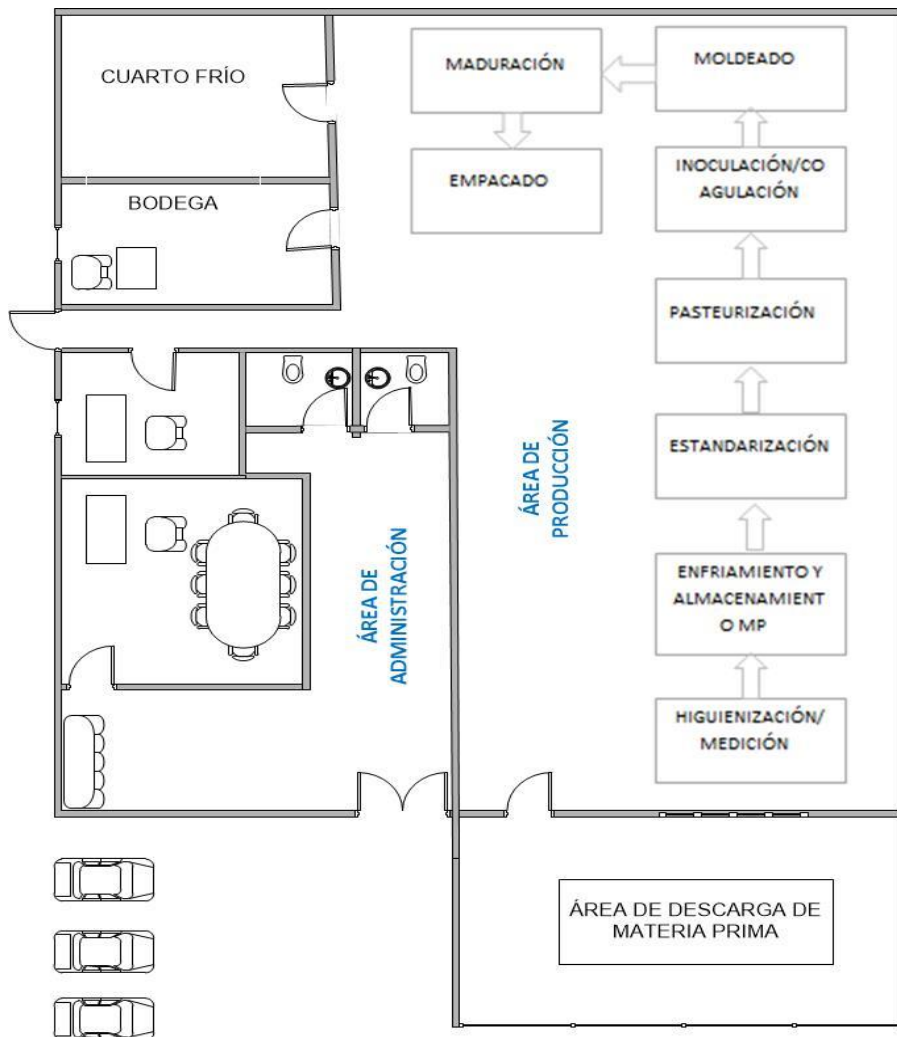 CUARTO FRÍO
BODEGA
MADURACIÓN
MOLDEADO
EMPACADO
INOCULACIÓN/CO
AGULACIÓN
PASTEURIZACIÓN
ESTANDARIZACIÓN
ENFRIAMIENTO Y
ALMACENAMIENT
O MP
HIGUIENIZACIÓN/
MEDICIÓN
ÁREA DE
PRODUCCIÓN
ÁREA DE
ADMINISTRACIÓN
ÁREA DE DESCARGA DE
MATERIA PRIMA